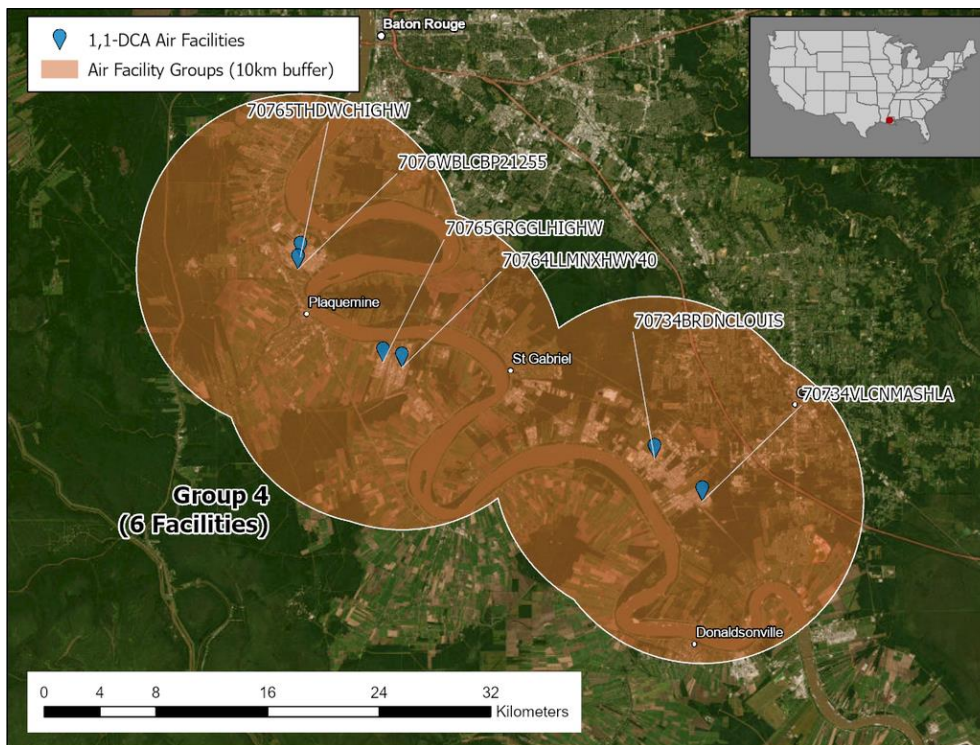 Baton Rouge
1,1-DCA Air Facilities
Air Facility Groups (10km buffer)
70765THDWCHIGHW
7076WBLCBP21255
70765GRGGLHIGHW
70764LLMNXHWY40
Plaquemine
70734BRDNCLOUIS
St Gabriel
70734VLCNMASHLA
Group 4
(6 Facilities)
Donaldsonville
0 4 8 16 24 32
Kilometers